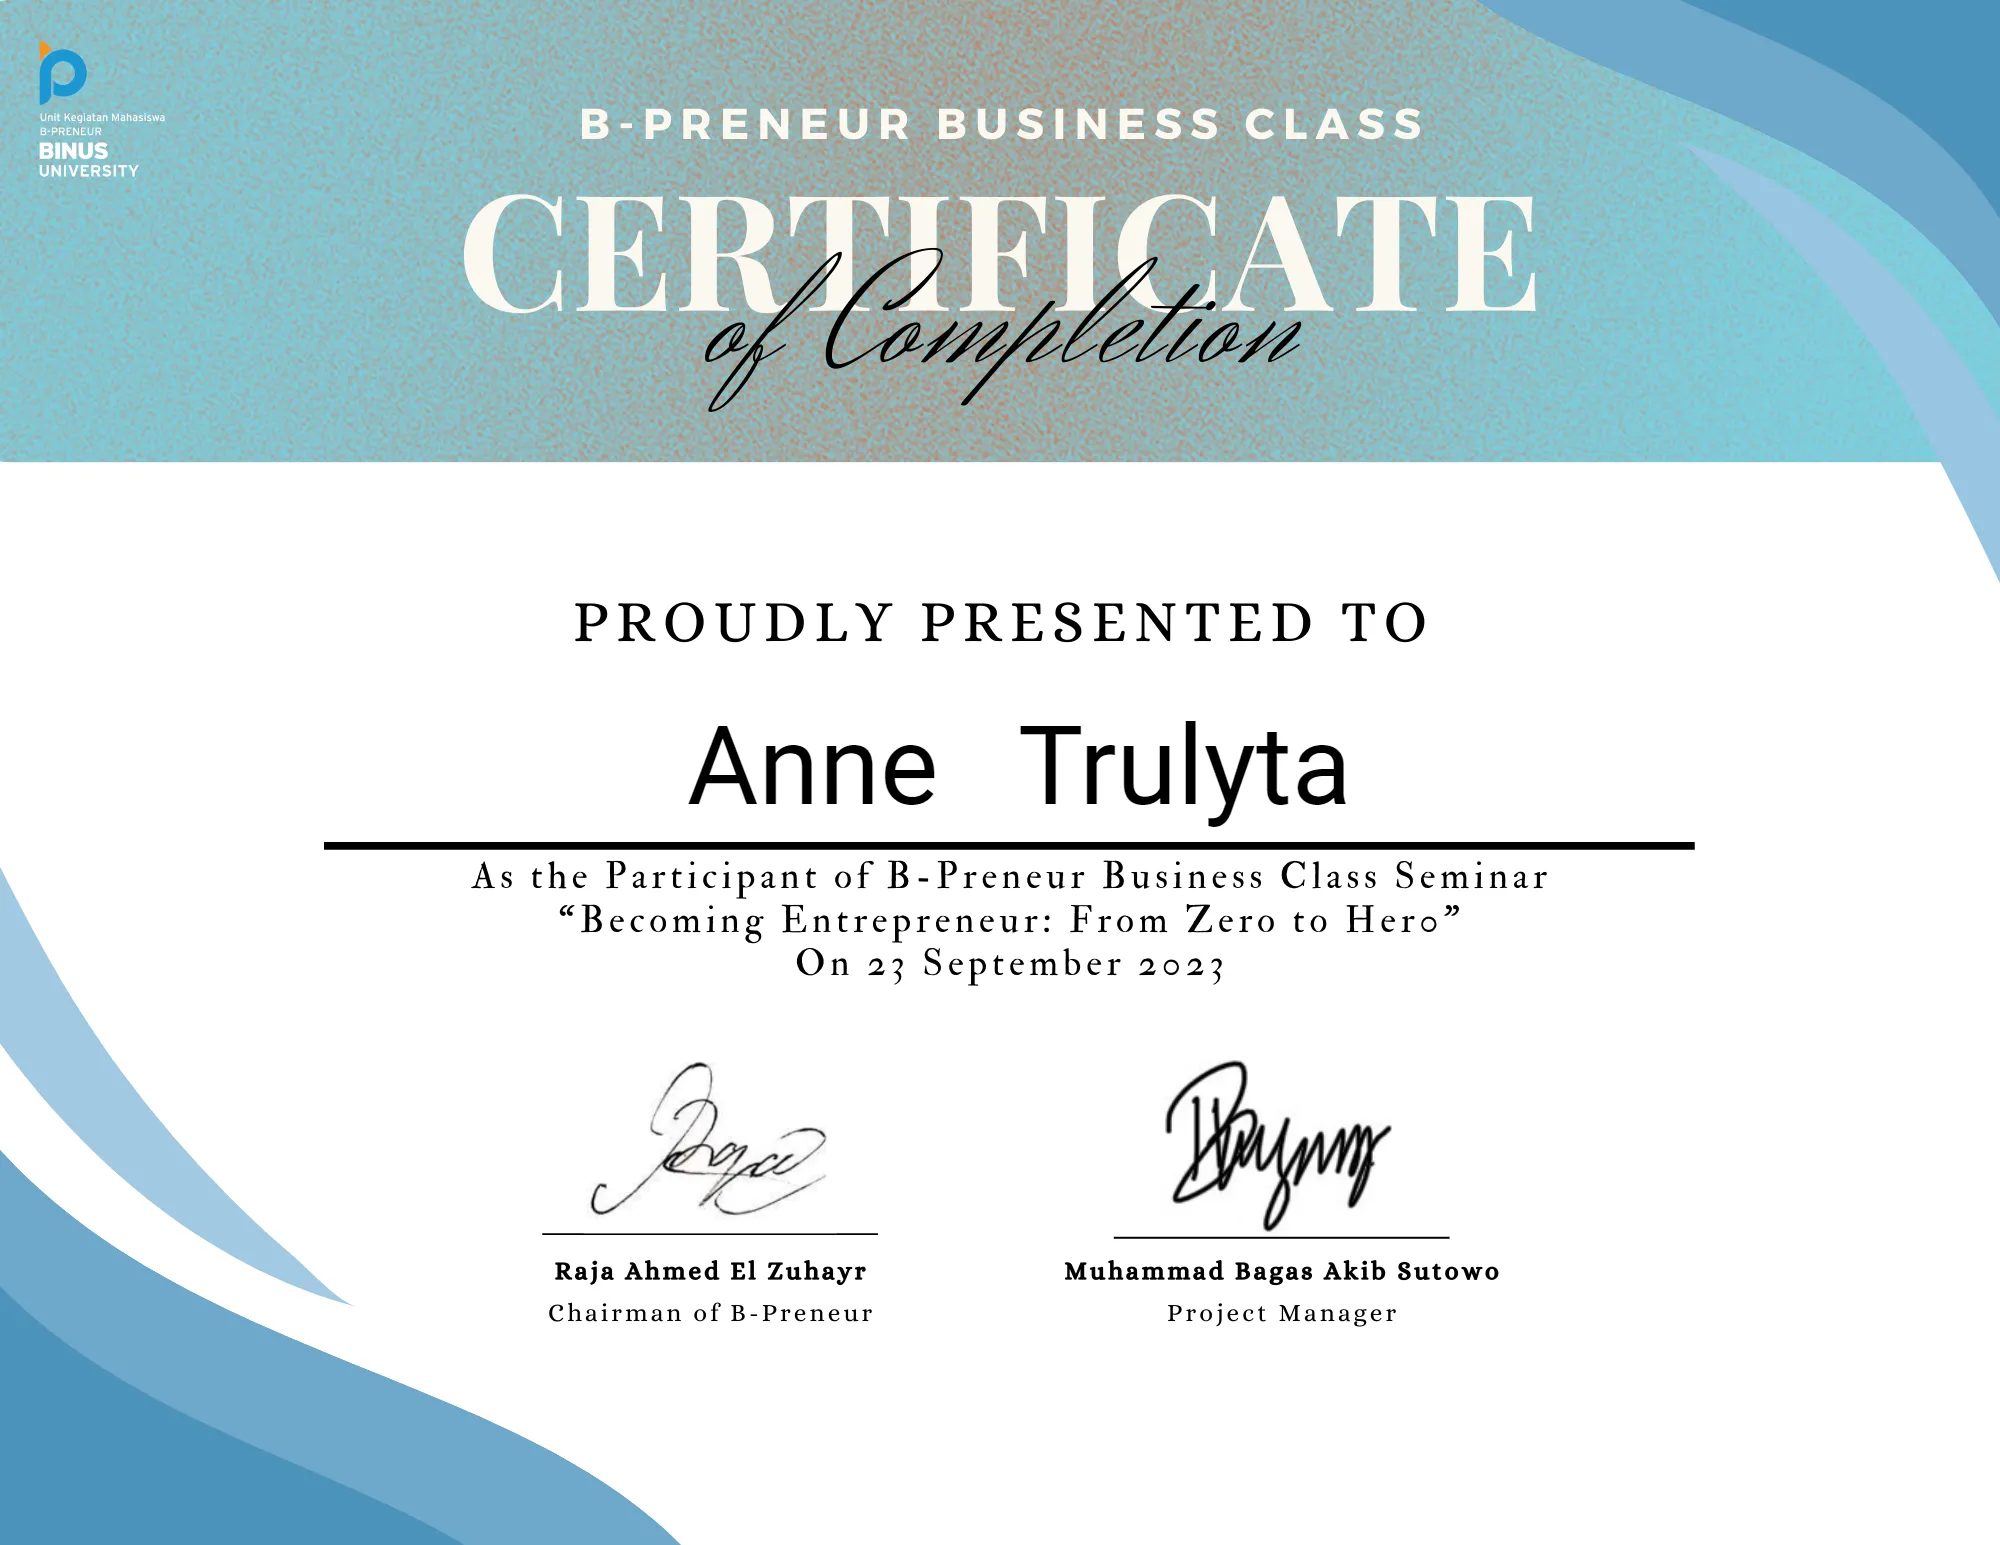 Unit Kegiatan Mahasiswa
B-PRENEUR
BINUS
UNIVERSITY
B-PRENEUR BUSINESS CLASS
CERTIFICATE
of Completion
PROUDLY PRESENTED TO
Anne Trulyta
As the Participant of B-Preneur Business Class Seminar
“Becoming Entrepreneur: From Zero to Hero”
On 23 September 2023
Raja Ahmed El Zuhayr
Chairman of B-Preneur
Muhammad Bagas Akib Sutowo
Project Manager